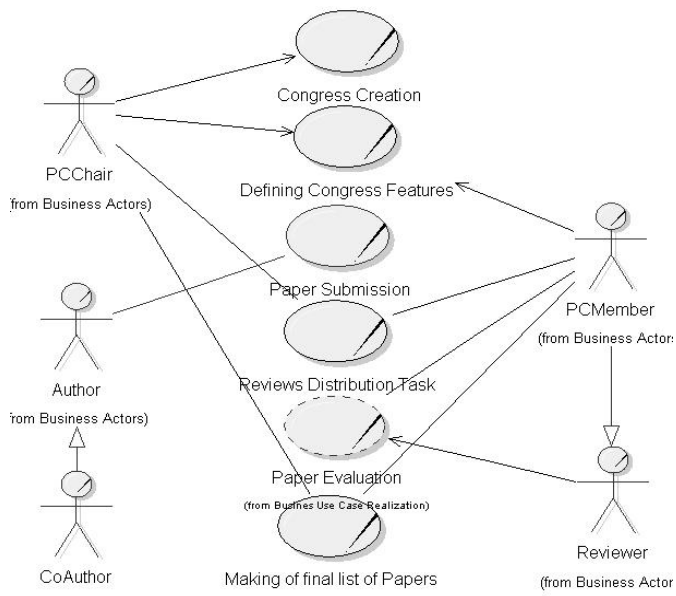 Congress Creation
PCChair
(from Business Actors)
Defining Congress Features
Paper Submission
PCMember
(from Business Actors
Author
(from Business Actors)
Reviews Distribution Task
Paper Evaluation
(from Busines Use Case Realization)
CoAuthor
Making of final list of Papers
Reviewer
(from Business Actor